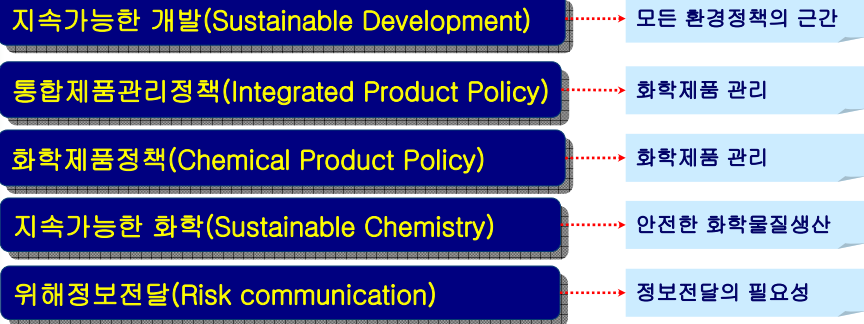 지속가능한 개발(Sustainable Development)
모든 환경정책의 근간
통합제품관리정책(Integrated Product Policy)
화학제품 관리
화학제품정책(Chemical Product Policy)
화학제품 관리
지속가능한 화학(Sustainable Chemistry)
안전한 화학물질생산
위해정보전달(Risk communication)
정보전달의 필요성